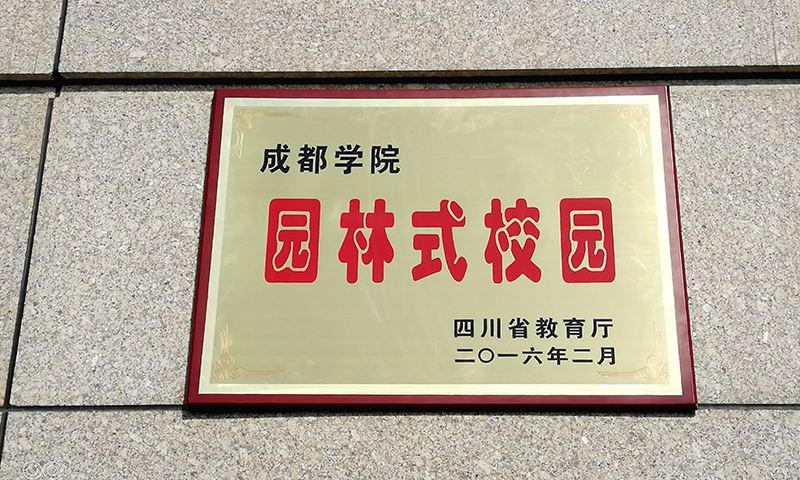 成都学院
园林式校园
四川省教育厅
二〇一六年二月